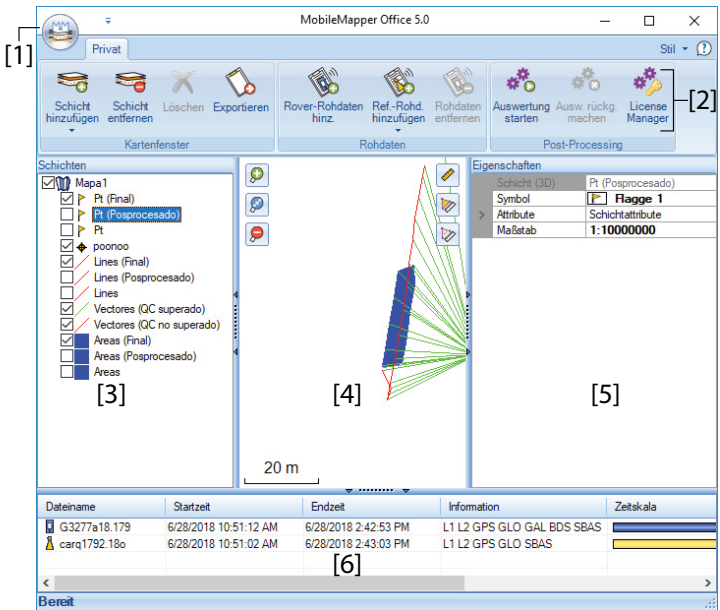 MobileMapper Office 5.0
[1]
MM
Privat
Stil
Schicht hinzufügen
Schicht entfernen
Löschen
Exportieren
Rover-Rohdaten hinz.
Ref.-Rohd. hinzufügen
Rohdaten entfernen
Auswertung starten
Ausw. rückg. machen
License Manager
[2]
Kartenfenster
Rohdaten
Post-Processing
Schichten
Mapa1
Pt (Final)
Pt (Posprocesado)
Pt
poonoo
Lines (Final)
Lines (Posprocesado)
Lines
Vectores (QC superado)
Vectores (QC no superado)
Areas (Final)
Areas (Posprocesado)
Areas
[3]
[4]
20 m
Eigenschaften
Schicht (3D) Pt (Posprocesado)
Symbol Flagge 1
Attribute Schichtattribute
Maßstab 1:10000000
[5]
Dateiname Startzeit Endzeit Information Zeitskala
G3277a18.179 6/28/2018 10:51:12 AM 6/28/2018 2:42:53 PM L1 L2 GPS GLO GAL BDS SBAS
carq1792.18o 6/28/2018 10:51:02 AM 6/28/2018 2:43:03 PM L1 L2 GPS GLO SBAS
[6]
Bereit